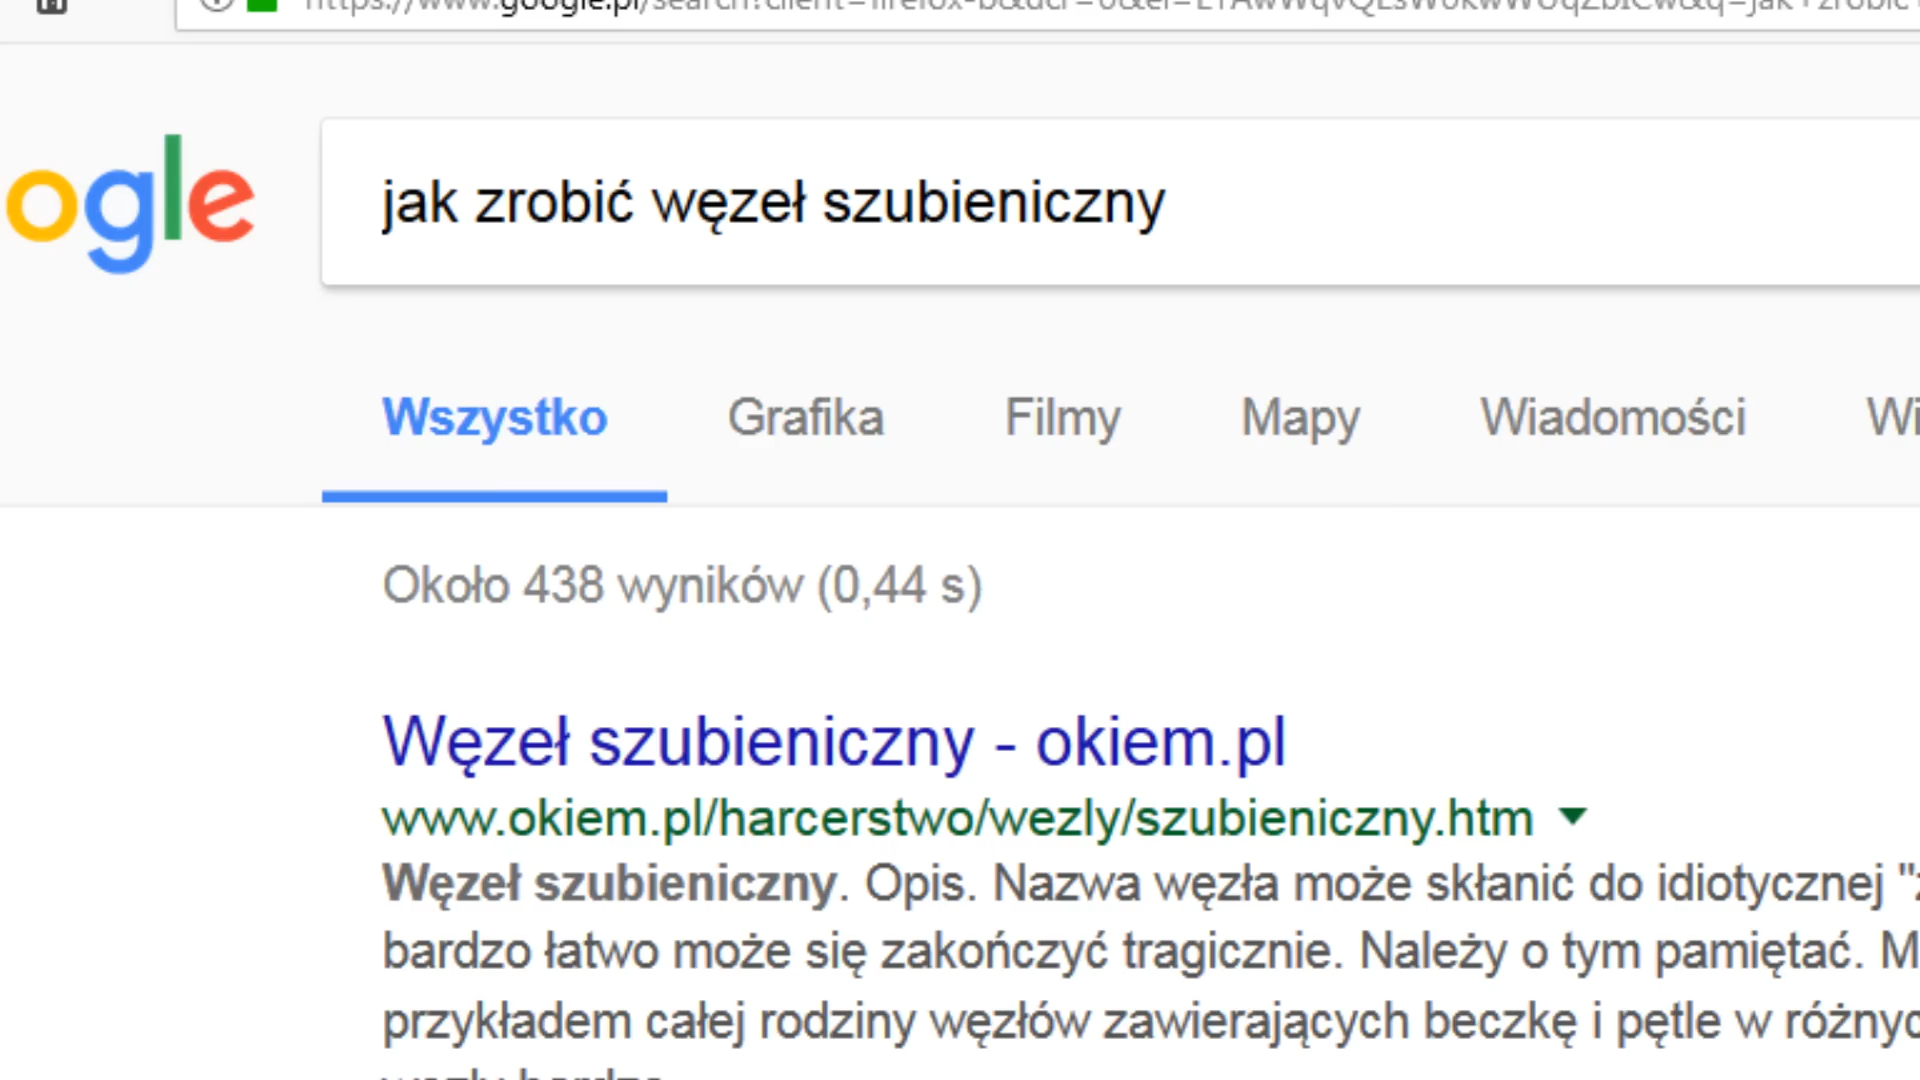 ogle
jak zrobić węzeł szubieniczny
Wszystko Grafika Filmy Mapy Wiadomości
Około 438 wyników (0,44 s)
Węzeł szubieniczny - okiem.pl
www.okiem.pl/harcerstwo/wezly/szubieniczny.htm
Węzeł szubieniczny. Opis. Nazwa węzła może skłanić do idiotycznej
bardzo łatwo może się zakończyć tragicznie. Należy o tym pamiętać.
przykładem całej rodziny węzłów zawierających beczkę i pętle w